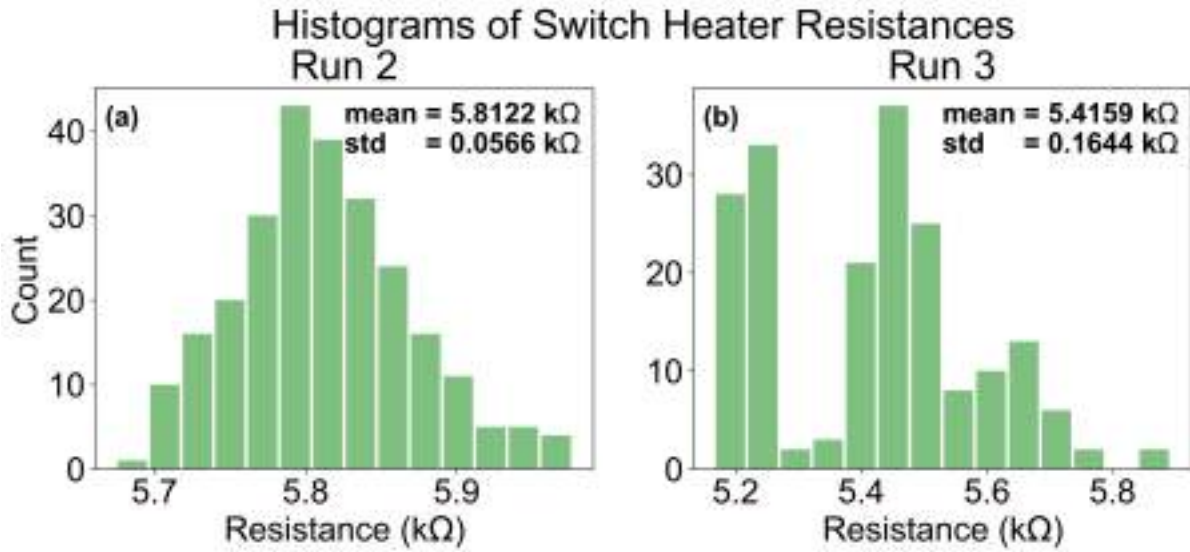 Histograms of Switch Heater Resistances
Run 2
Run 3
(a)
mean = 5.8122 kΩ
std = 0.0566 kΩ
(b)
mean = 5.4159 kΩ
std = 0.1644 kΩ
Count
40
30
20
10
0
30
20
10
0
5.7 5.8 5.9
5.2 5.4 5.6 5.8
Resistance (kΩ)
Resistance (kΩ)